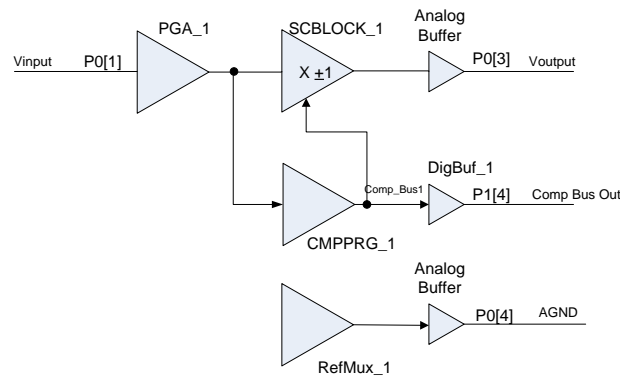 PGA_1
SCBLOCK_1
Analog
Buffer
Vinput
P0[1]
X ±1
P0[3]
Voutput
Comp_Bus1
DigBuf_1
P1[4]
Comp Bus Out
CMPPRG_1
Analog
Buffer
P0[4]
AGND
RefMux_1